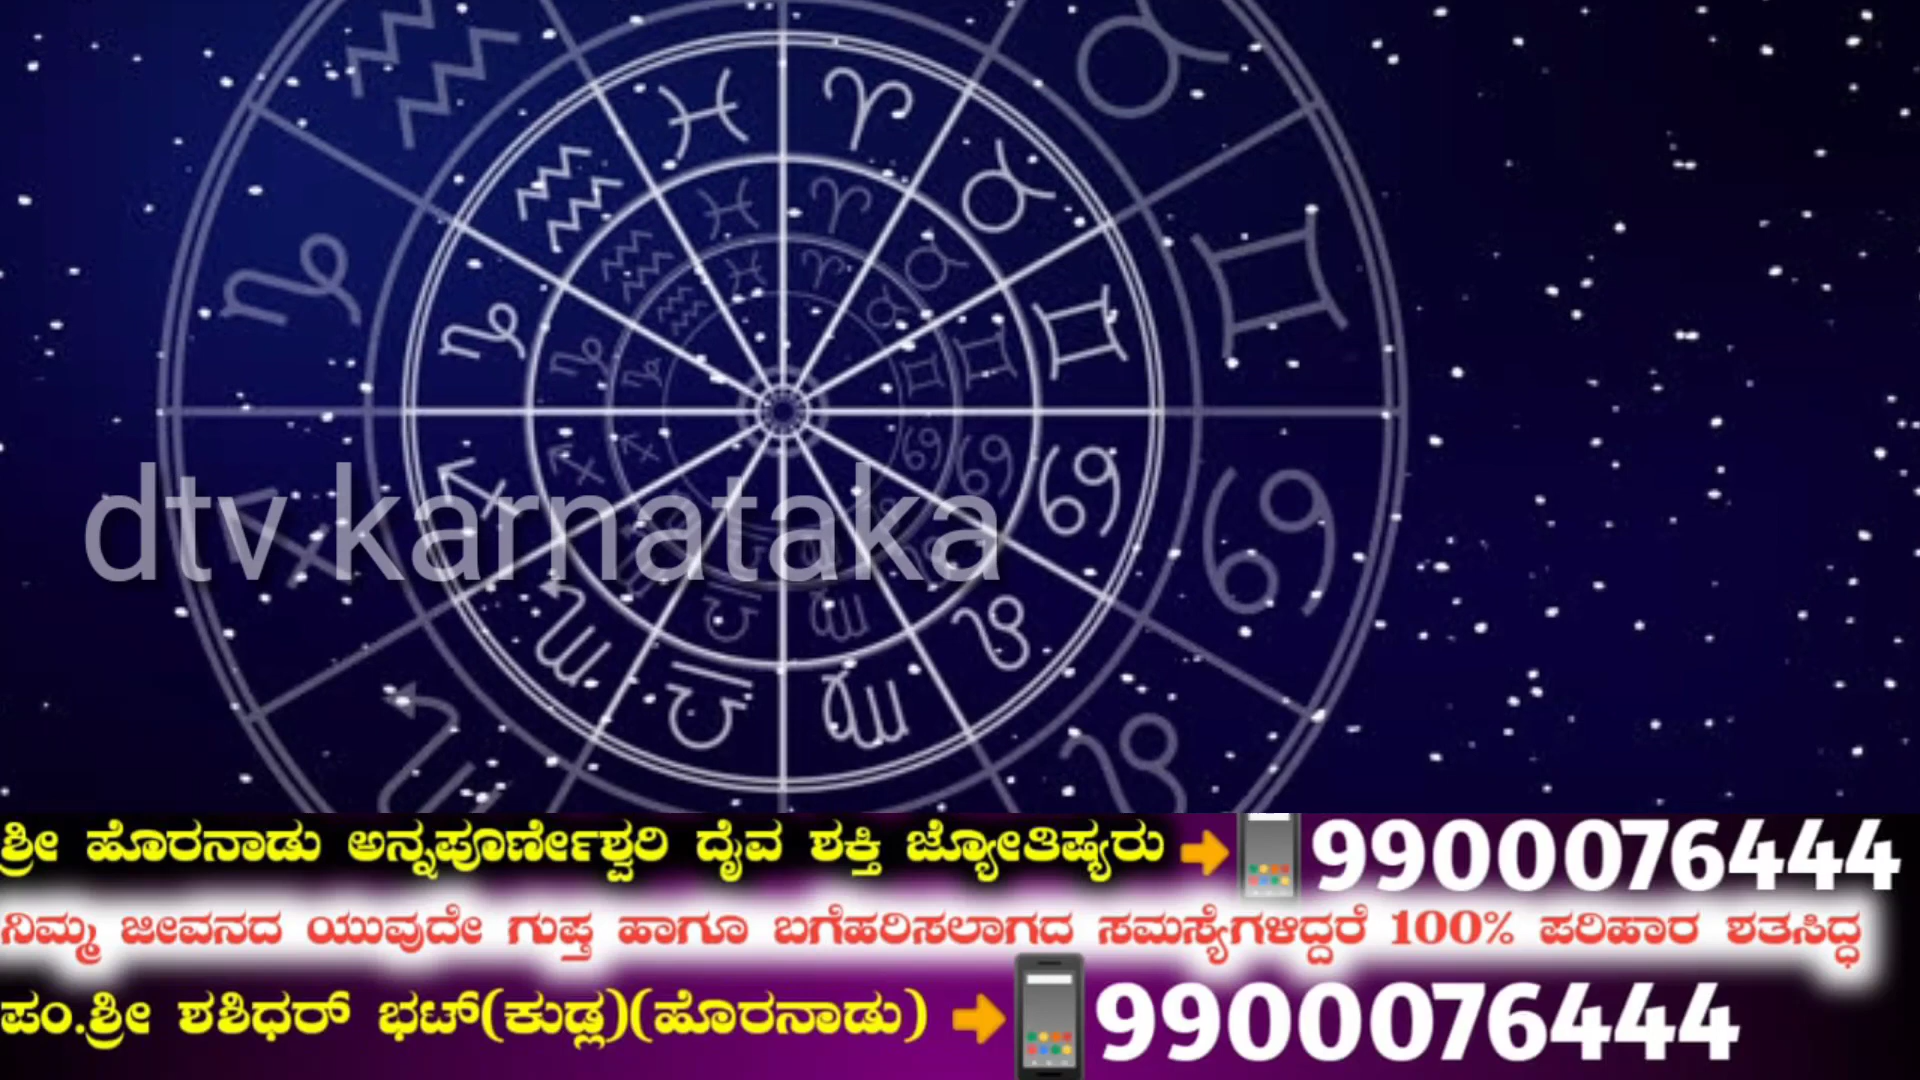 dtv karnataka
ಶ್ರೀ ಹೊರನಾಡು ಅನ್ನಪೂರ್ಣೇಶ್ವರಿ ದೈವ ಶಕ್ತಿ ಜ್ಯೋತಿಷ್ಯರು 9900076444
ನಿಮ್ಮ ಜೀವನದ ಯುವುದೇ ಗುಪ್ತ ಹಾಗೂ ಬಗೆಹರಿಸಲಾಗದ ಸಮಸ್ಯೆಗಳಿದ್ದರೆ 100% ಪರಿಹಾರ ಶತಸಿದ್ಧ
ಪಂ.ಶ್ರೀ ಶಶಿಧರ್ ಭಟ್(ಕುಡ್ಲ)(ಹೊರನಾಡು) 9900076444